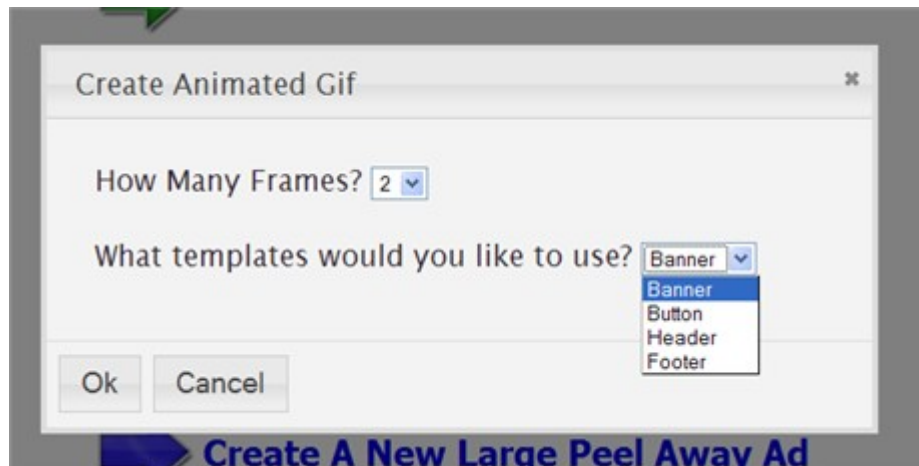 Create Animated Gif
How Many Frames? 2
What templates would you like to use? Banner
Banner
Button
Header
Footer
Ok Cancel
Create A New Large Peel Away Ad